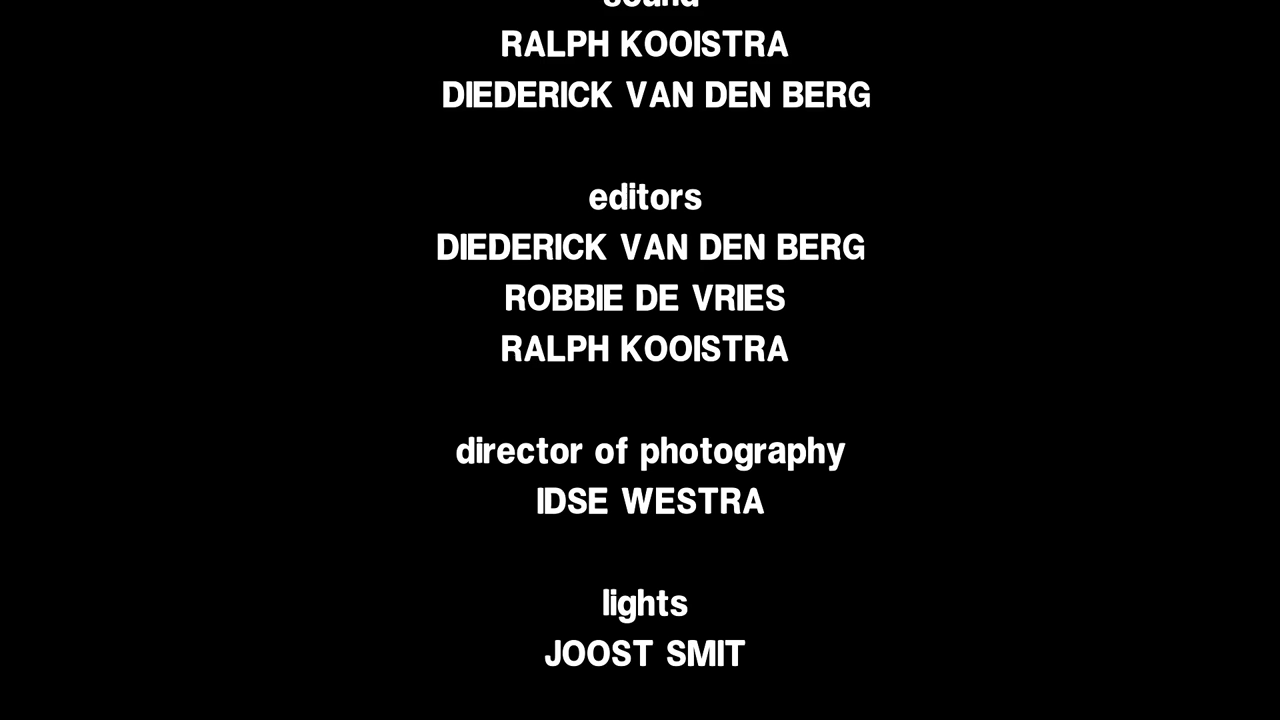 sound
RALPH KOOISTRA
DIEDERICK VAN DEN BERG
editors
DIEDERICK VAN DEN BERG
ROBBIE DE VRIES
RALPH KOOISTRA
director of photography
IDSE WESTRA
lights
JOOST SMIT